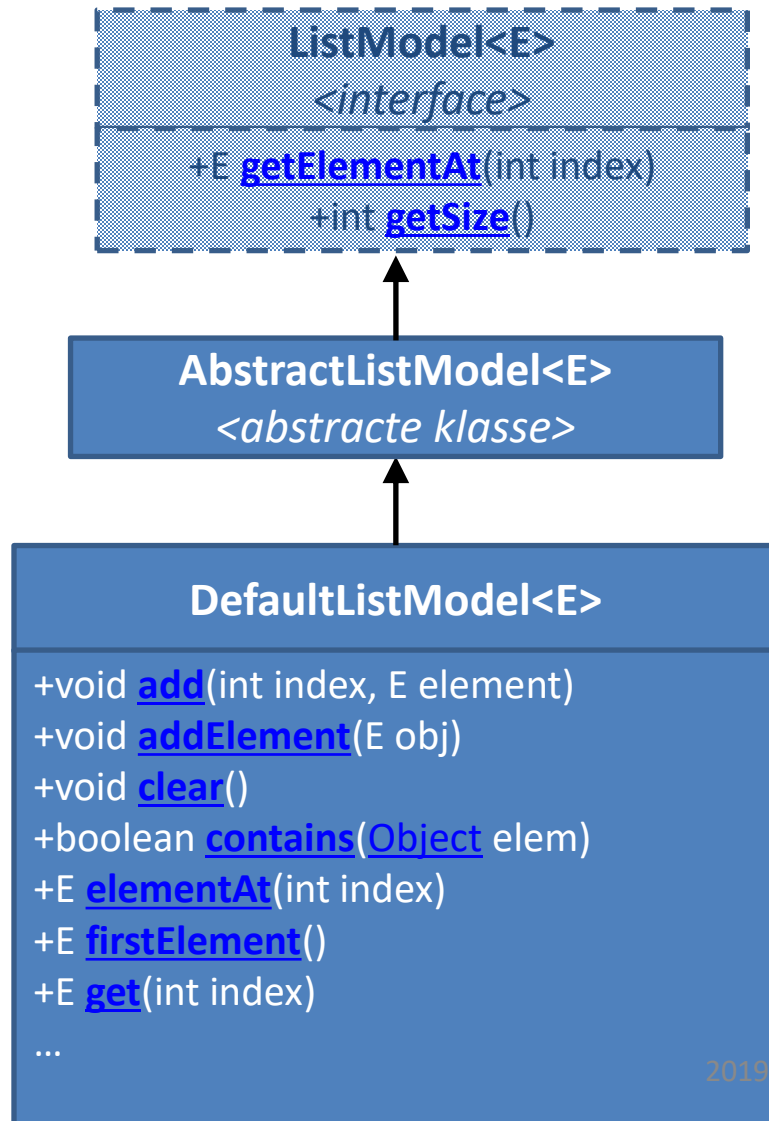 ListModel<E>
<interface>
+E getElementAt(int index)
+int getSize()
AbstractListModel<E>
<abstracte klasse>
DefaultListModel<E>
+void add(int index, E element)
+void addElement(E obj)
+void clear()
+boolean contains(Object elem)
+E elementAt(int index)
+E firstElement()
+E get(int index)
...
2019